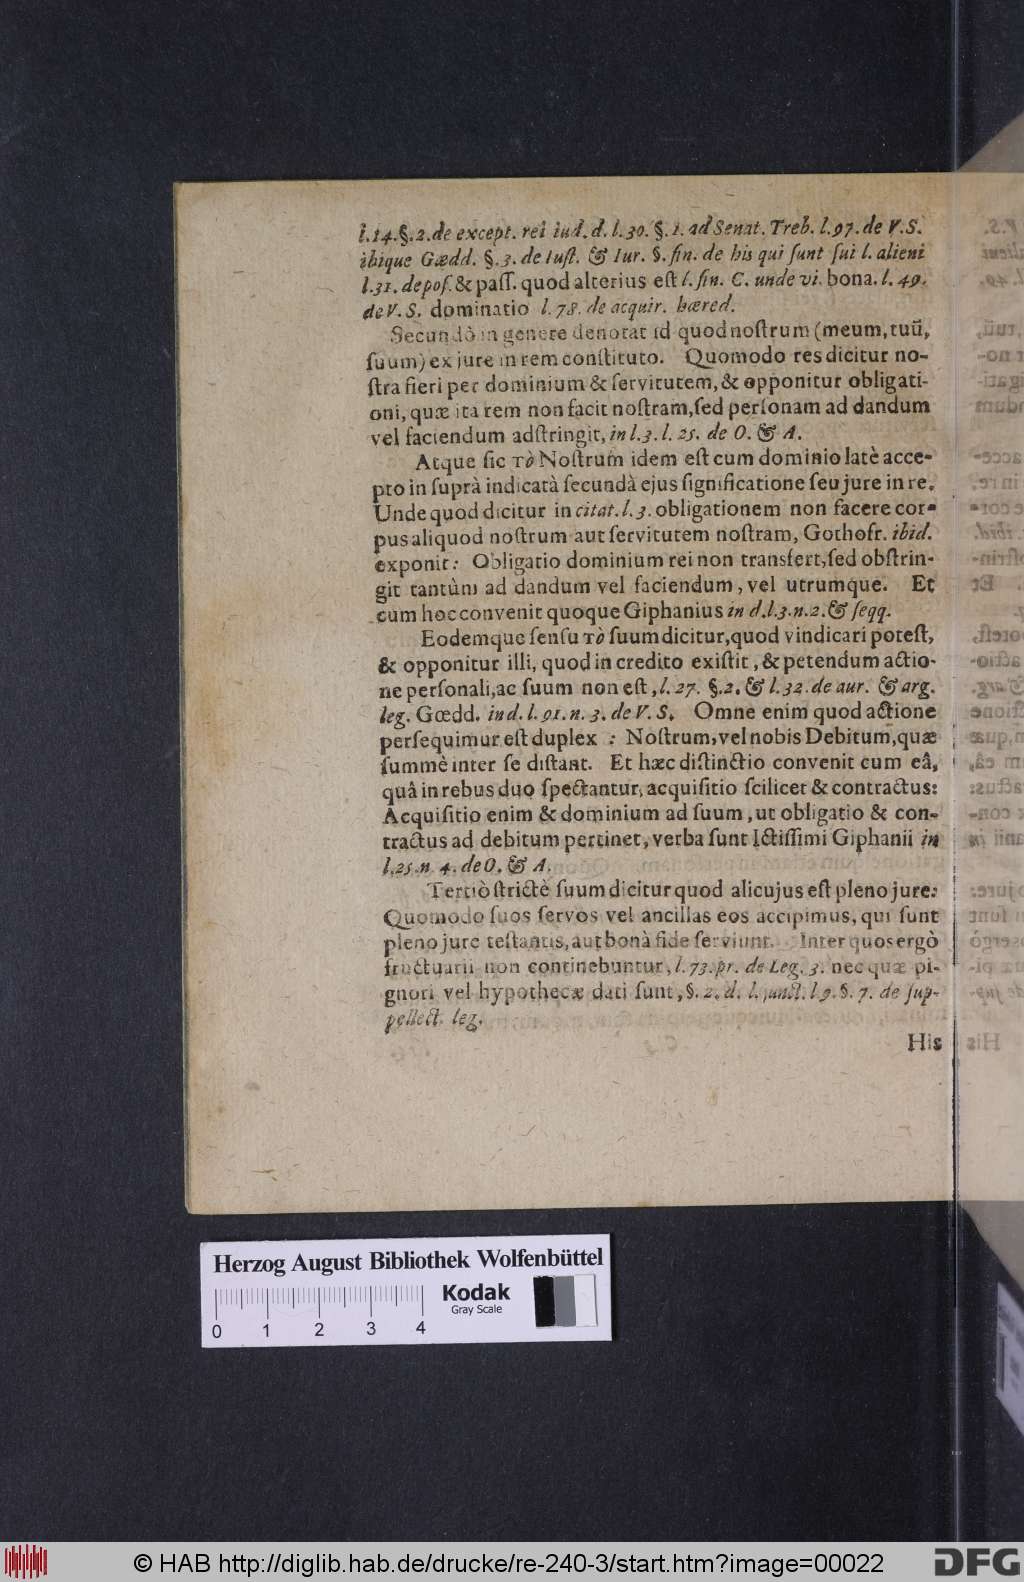 l.14.§.2.de except. rei iud. d. l.30. §.1. ad Senat. Treb. l.97. de V.S.
ibique Gædd. §.3. de Iuſt. & Iur. §. fin. de his qui ſunt ſui l. alieni
l.31. depoſ. & paſſ. quod alterius eſt l. fin. C. unde vi. bona. l. 49.
de V. S. dominatio l. 78. de acquir. hæred.
Secundò in genere denotat id quod noſtrum (meum, tuũ,
ſuum) ex jure in rem conſtituto. Quomodo res dicitur no-
ſtra fieri per dominium & ſervitutem, & opponitur obligati-
oni, quæ ita rem non facit noſtram, ſed perſonam ad dandum
vel faciendum adſtringit, in l.3. l. 25. de O. & A.
Atque ſic τὸ Noſtrum idem eſt cum dominio latè acce-
pto in ſuprà indicatà ſecundà ejus ſignificatione ſeu jure in re.
Unde quod dicitur in citat. l. 3. obligationem non facere cor-
pus aliquod noſtrum aut ſervitutem noſtram, Gothofr. ibid.
exponit: Obligatio dominium rei non transfert, ſed obſtrin-
git tantùm ad dandum vel faciendum, vel utrumque. Et
cum hoc convenit quoque Giphanius in d.l.3.n.2. & ſeqq.
Eodemque ſenſu τὸ ſuum dicitur, quod vindicari poteſt,
& opponitur illi, quod in credito exiſtit, & petendum actio-
ne perſonali, ac ſuum non eſt, l. 27. §.2. & l.32. de aur. & arg.
leg. Gœdd. in d. l. 91. n. 3. de V. S. Omne enim quod actione
perſequimur eſt duplex : Noſtrum, vel nobis Debitum, quæ
ſummè inter ſe diſtant. Et hæc diſtinctio convenit cum eâ,
quâ in rebus duo ſpectantur, acquiſitio ſcilicet & contractus:
Acquiſitio enim & dominium ad ſuum, ut obligatio & con-
tractus ad debitum pertinet, verba ſunt Ictiſſimi Giphanii in
l.25.n 4. de O. & A.
Tertiò ſtrictè ſuum dicitur quod alicujus eſt pleno jure:
Quomodo ſuos ſervos vel ancillas eos accipimus, qui ſunt
pleno jure teſtantis, aut bonà fide ſerviunt. Inter quos ergò
fructuarii non continebuntur, l. 73. pr. de Leg. 3. nec quæ pi-
gnori vel hypothecæ dati ſunt, §. 2. d. l. junct. l 9. §. 7. de ſup-
pellect. leg.
His
Herzog August Bibliothek Wolfenbüttel
Kodak
Gray Scale
0 1 2 3 4
© HAB http://diglib.hab.de/drucke/re-240-3/start.htm?image=00022
DFG